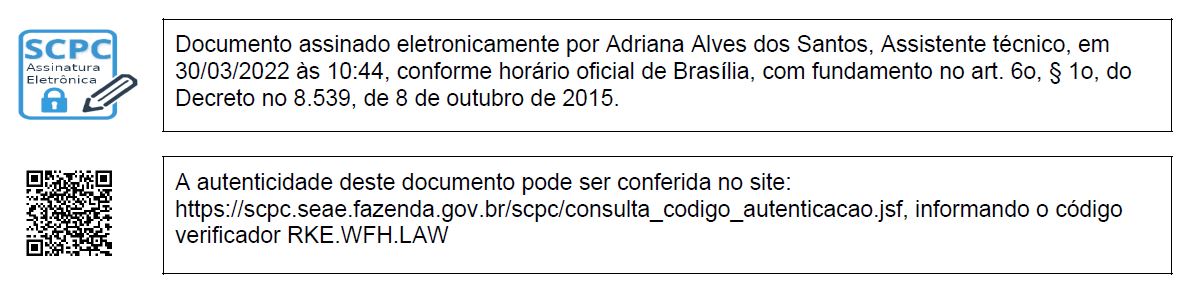 SCPC
Assinatura
Eletrônica
Documento assinado eletronicamente por Adriana Alves dos Santos, Assistente técnico, em
30/03/2022 às 10:44, conforme horário oficial de Brasília, com fundamento no art. 6o, § 1o, do
Decreto no 8.539, de 8 de outubro de 2015.
A autenticidade deste documento pode ser conferida no site:
https://scpc.seae.fazenda.gov.br/scpc/consulta_codigo_autenticacao.jsf, informando o código
verificador RKE.WFH.LAW